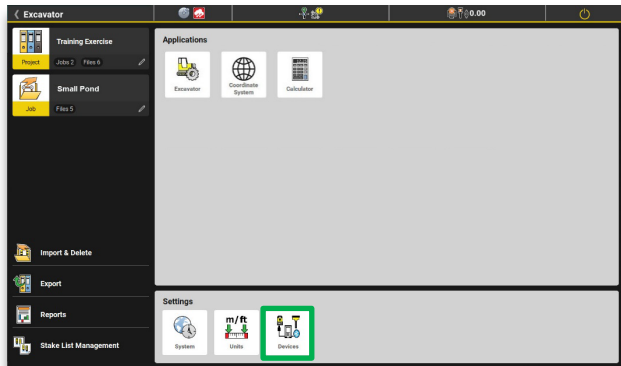 Excavator
0.00
Training Exercise
Project
Jobs 2
Files 6
Small Pond
Job
Files 5
Import & Delete
Export
Reports
Stake List Management
Applications
Excavator
Coordinate
System
Calculator
Settings
System
m/ft
Units
Devices